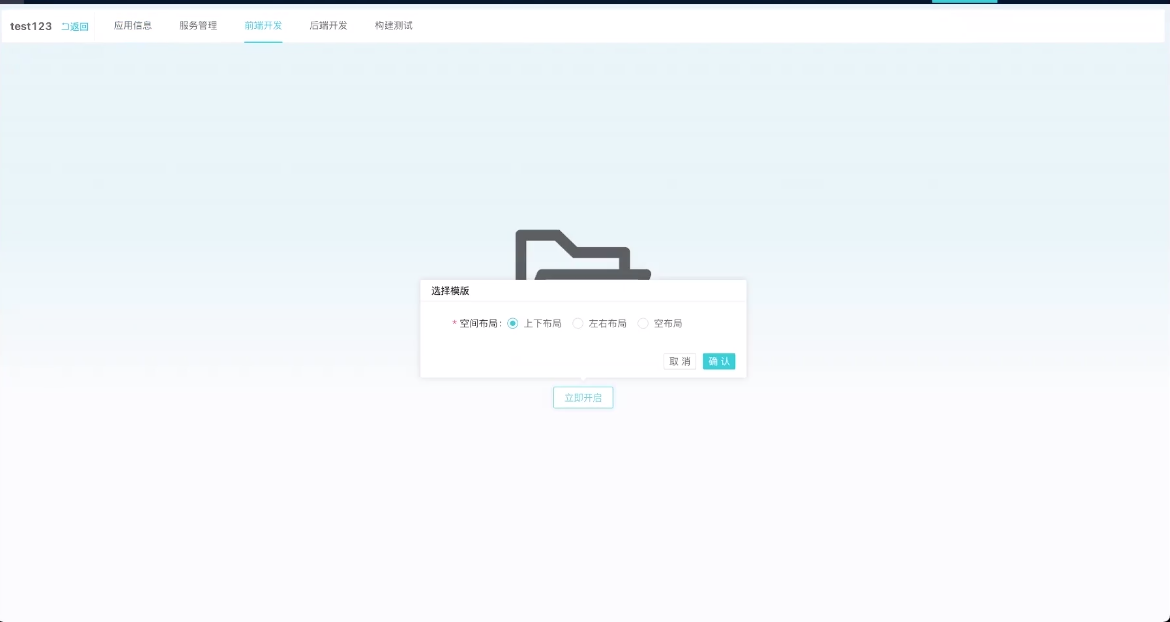 test123 返回 应用信息 服务管理 前端开发 后端开发 构建测试
选择模版
* 空间布局: 上下布局 左右布局 空布局
取 消 确 认
立即开启